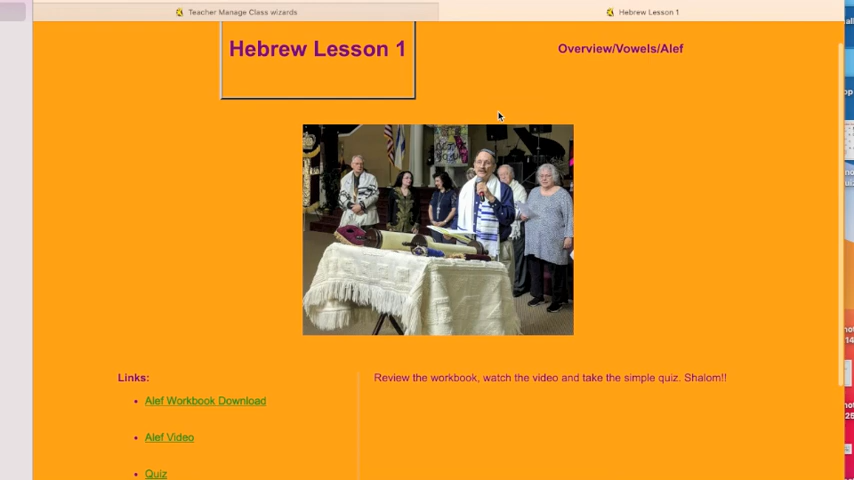 Teacher Manage Class wizards
Hebrew Lesson 1
Hebrew Lesson 1
Overview/Vowels/Alef
Links:
Review the workbook, watch the video and take the simple quiz. Shalom!!
• Alef Workbook Download
• Alef Video
• Quiz